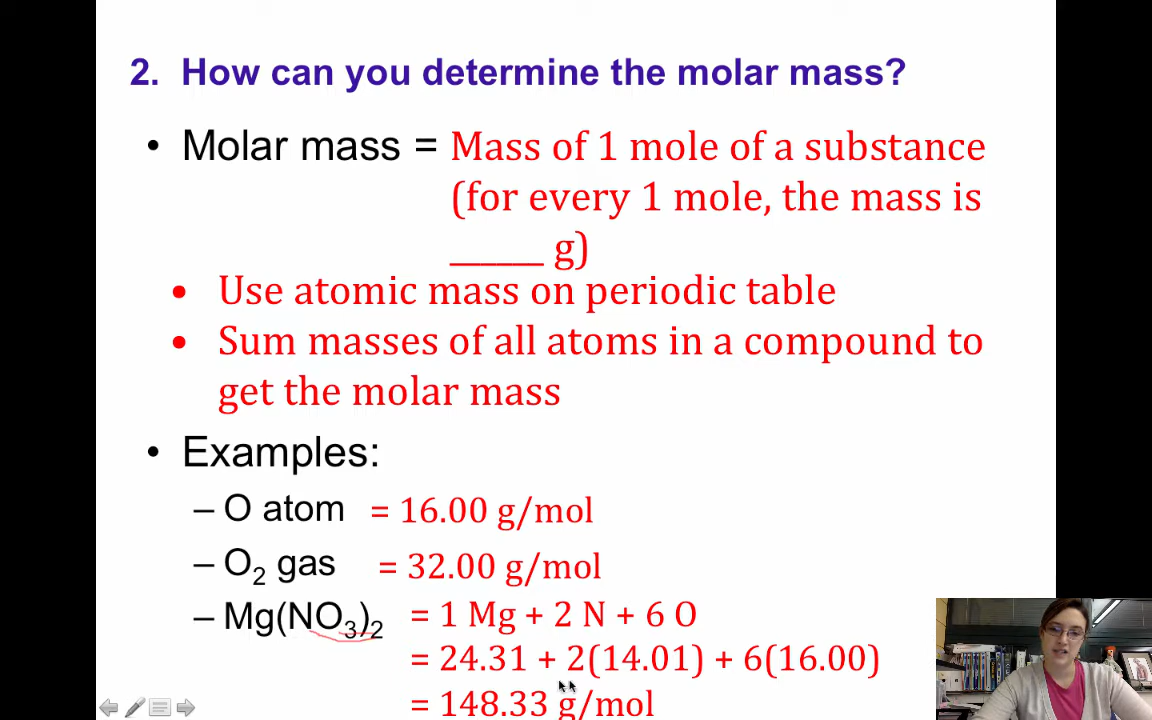 2. How can you determine the molar mass?
• Molar mass = Mass of 1 mole of a substance
(for every 1 mole, the mass is
______ g)
• Use atomic mass on periodic table
• Sum masses of all atoms in a compound to
get the molar mass
• Examples:
– O atom = 16.00 g/mol
– O₂ gas = 32.00 g/mol
– Mg(NO₃)₂ = 1 Mg + 2 N + 6 O
= 24.31 + 2(14.01) + 6(16.00)
= 148.33 g/mol